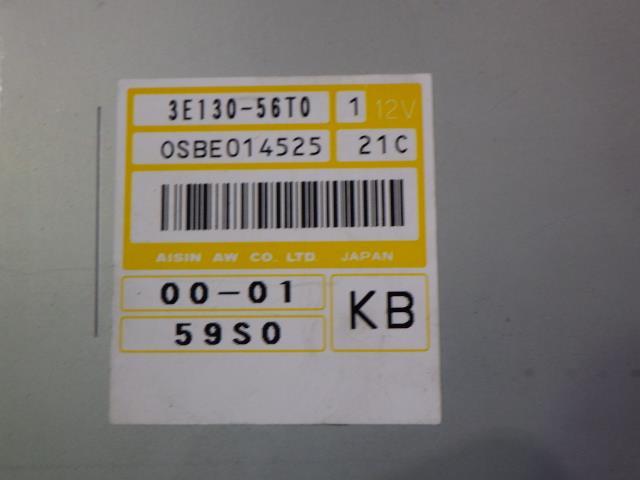 3E130-56T0 1 12V
0SBE014525 21C
AISIN AW CO. LTD. JAPAN
00-01
KB
59S0